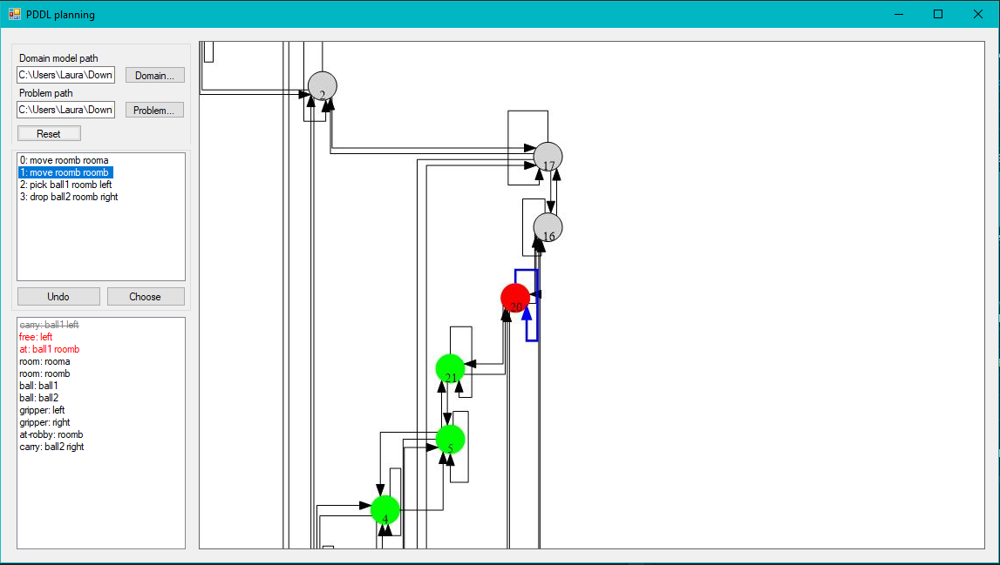 PDDL planning
Domain model path
C:\Users\Laura\Down
Domain...
Problem path
C:\Users\Laura\Down
Problem...
Reset
0: move roomb rooma
1: move roomb roomb
2: pick ball1 roomb left
3: drop ball2 roomb right
Undo
Choose
carry: ball1 left
free: left
at: ball1 roomb
room: rooma
room: roomb
ball: ball1
ball: ball2
gripper: left
gripper: right
at-robby: roomb
carry: ball2 right
2
17
16
20
21
5
4